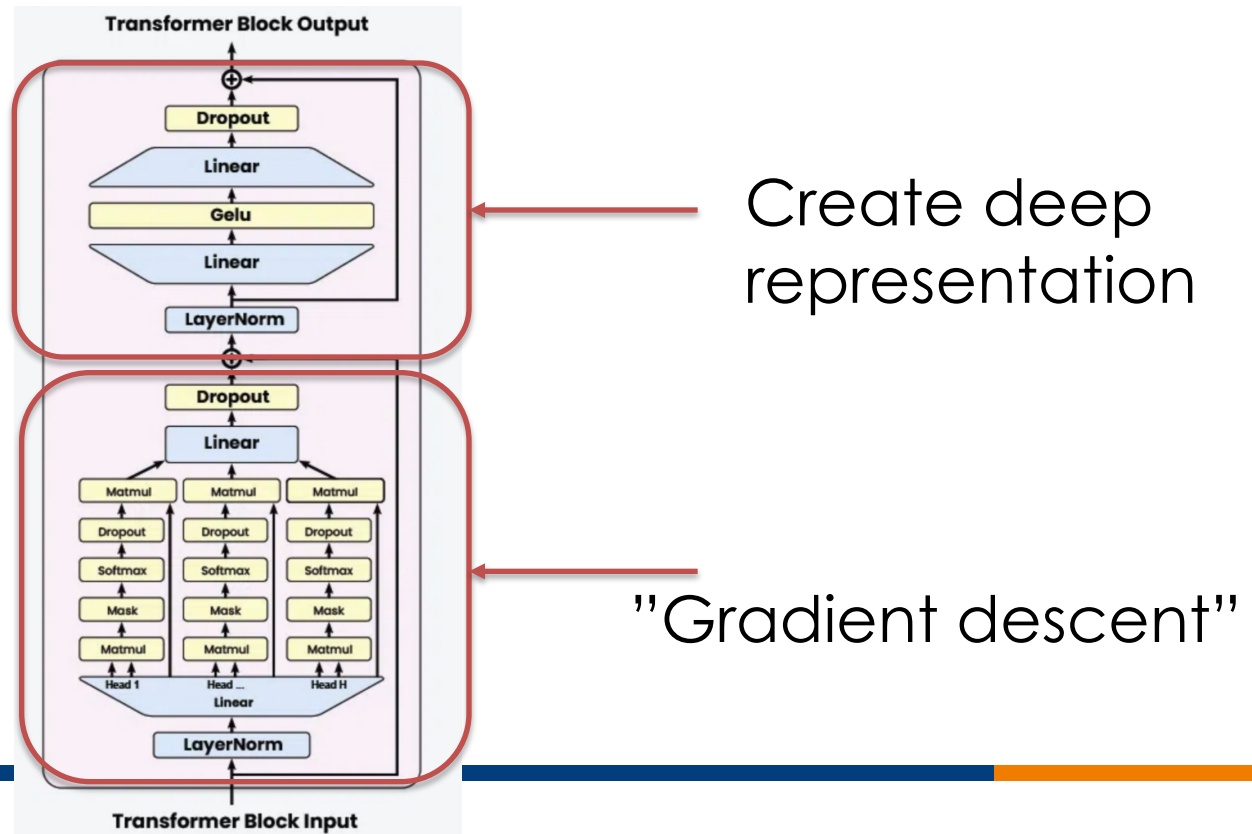 Transformer Block Output
Dropout
Linear
Gelu
Linear
LayerNorm
Dropout
Linear
Matmul Matmul Matmul
Dropout Dropout Dropout
Softmax Softmax Softmax
Mask Mask Mask
Matmul Matmul Matmul
Head 1 Head ... Head H
Linear
LayerNorm
Transformer Block Input
Create deep
representation
”Gradient descent”